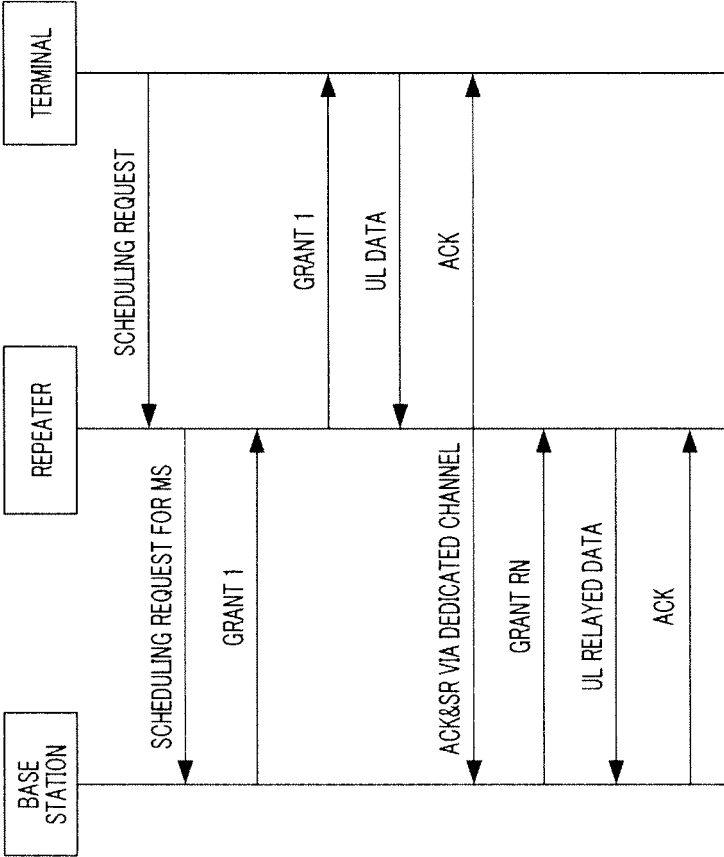 BASE
STATION
REPEATER
TERMINAL
SCHEDULING REQUEST
SCHEDULING REQUEST FOR MS
GRANT 1
GRANT 1
UL DATA
ACK&SR VIA DEDICATED CHANNEL
ACK
GRANT RN
UL RELAYED DATA
ACK